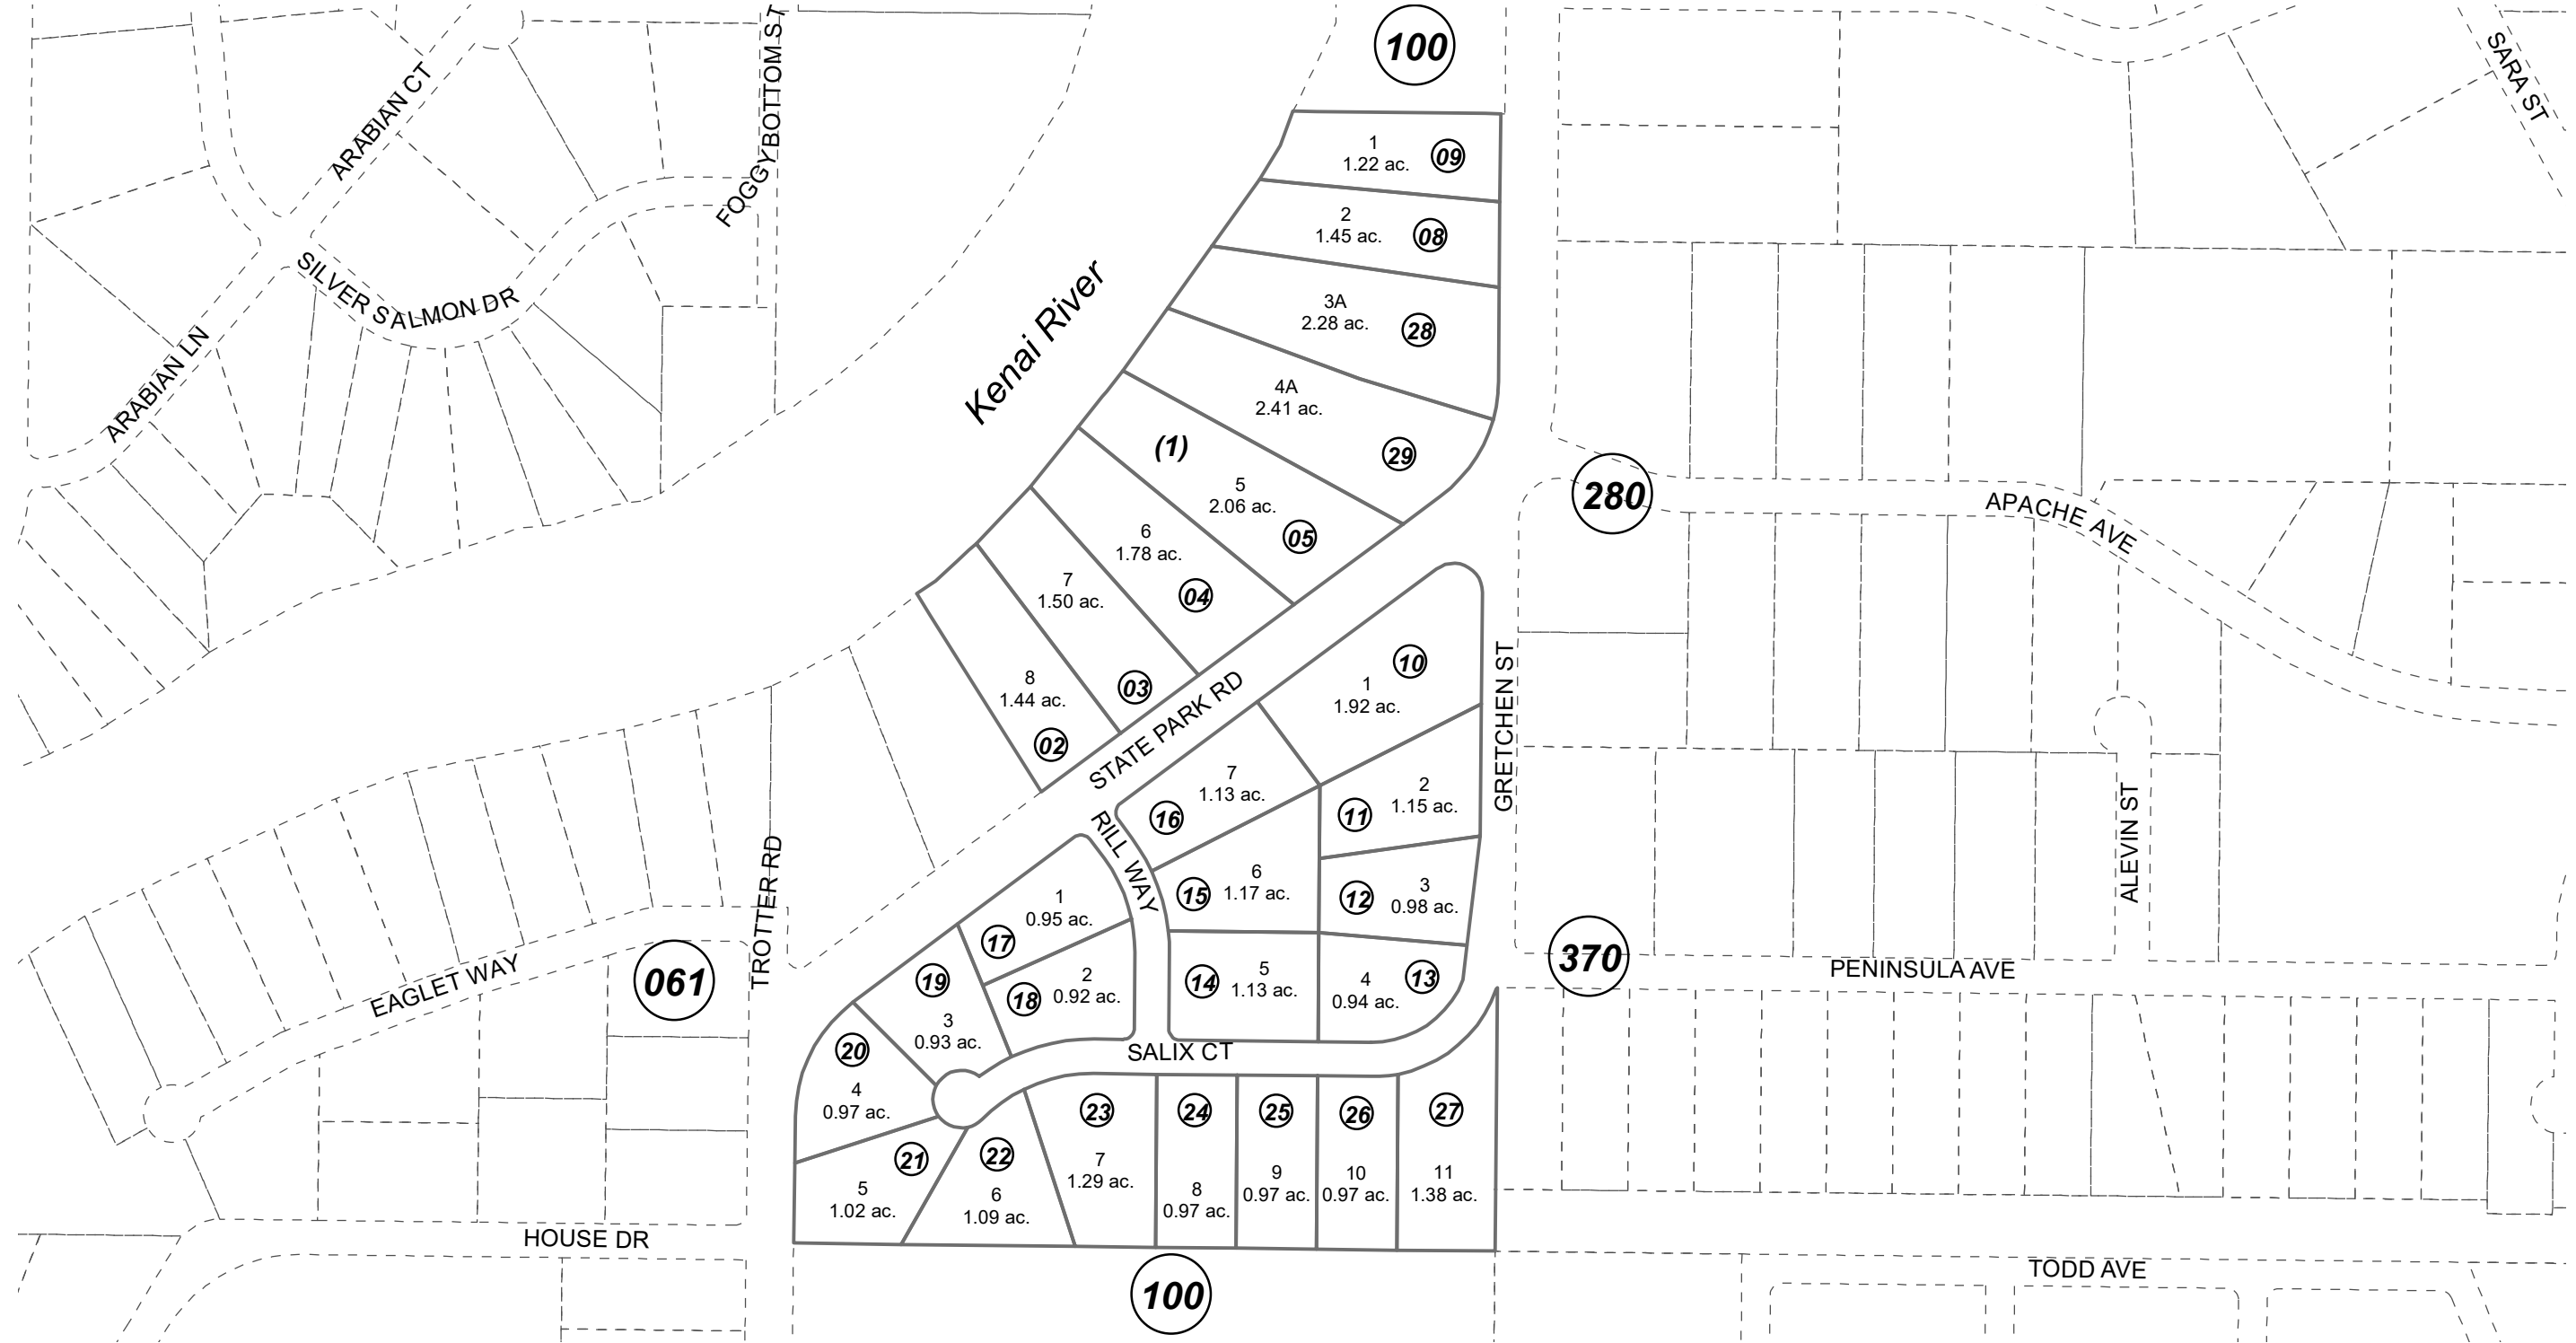 100
SARA ST
ARABIAN CT
FOGGYBOTTOM ST
1
1.22 ac.
09
2
1.45 ac.
08
SILVER SALMON DR
3A
2.28 ac.
28
Kenai River
ARABIAN LN
4A
2.41 ac.
29
(1)
5
2.06 ac.
05
280
APACHE AVE
6
1.78 ac.
04
7
1.50 ac.
03
8
1.44 ac.
02
STATE PARK RD
GRETCHEN ST
10
1
1.92 ac.
7
1.13 ac.
16
2
1.15 ac.
11
RILL WAY
ALEVIN ST
6
1.17 ac.
15
3
0.98 ac.
12
1
0.95 ac.
17
TROTTER RD
EAGLET WAY
061
19
3
0.93 ac.
2
0.92 ac.
18
5
1.13 ac.
14
4
0.94 ac.
13
370
PENINSULA AVE
SALIX CT
20
4
0.97 ac.
21
5
1.02 ac.
22
6
1.09 ac.
23
7
1.29 ac.
24
8
0.97 ac.
25
9
0.97 ac.
26
10
0.97 ac.
27
11
1.38 ac.
HOUSE DR
TODD AVE
100